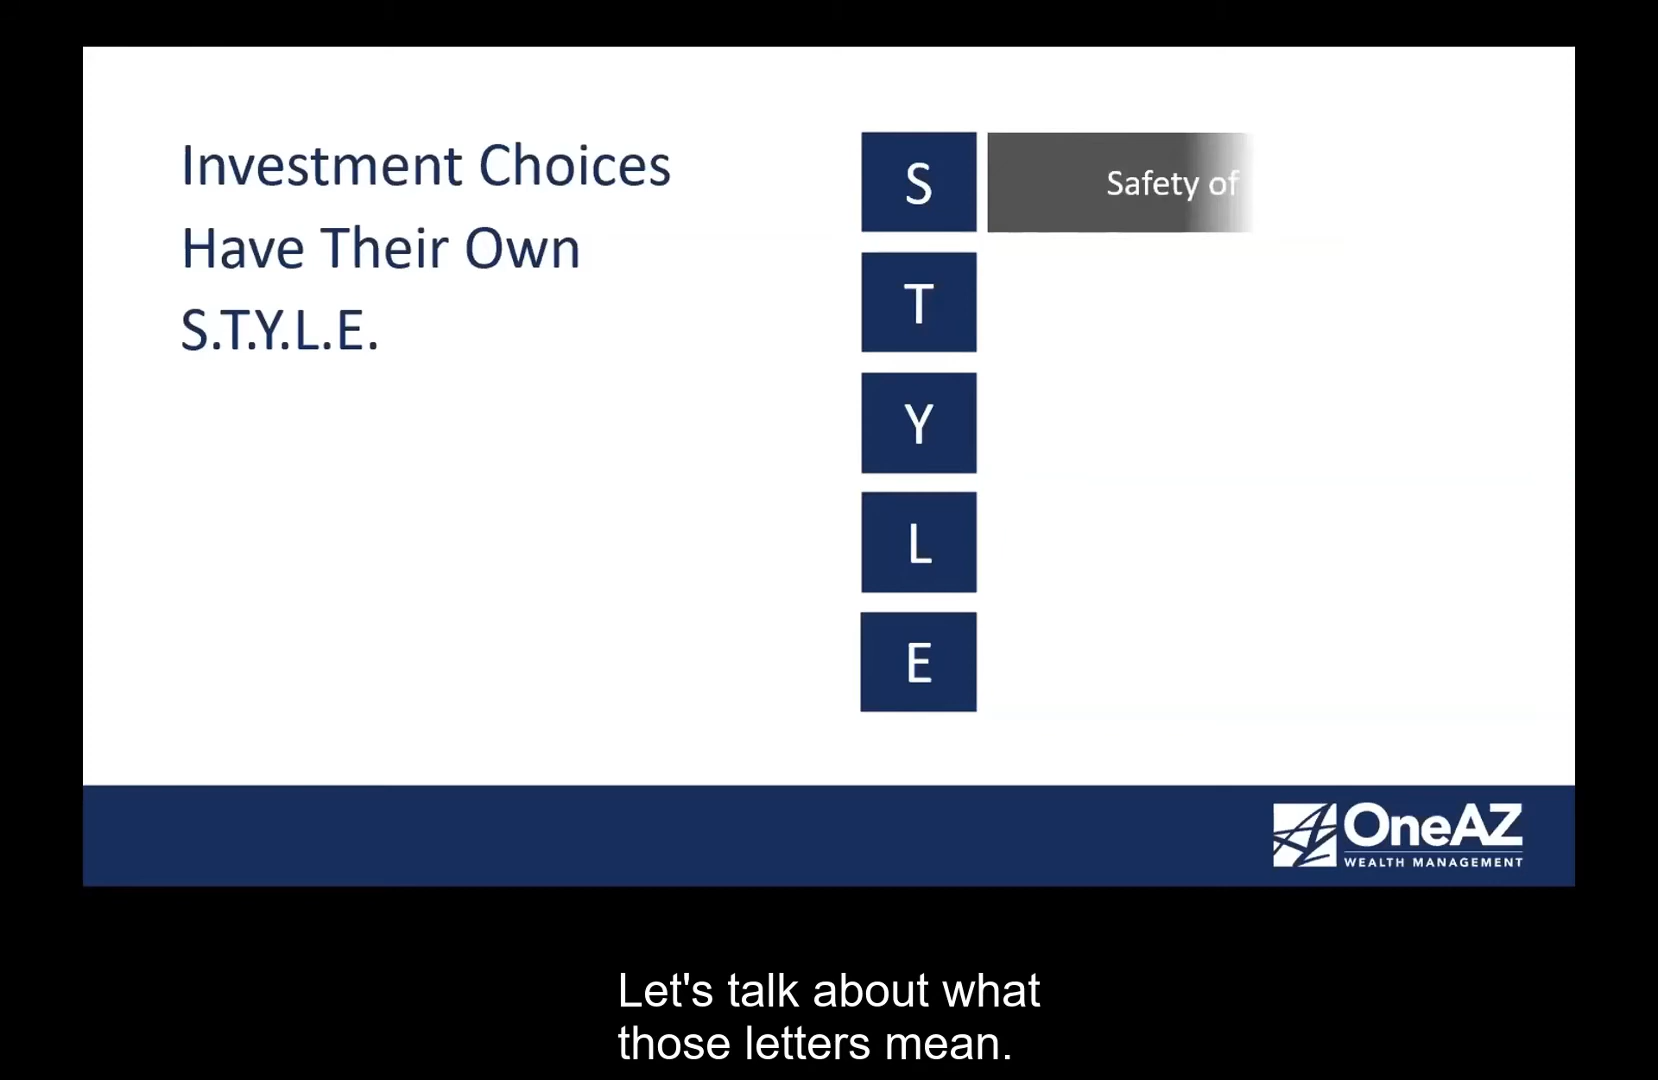 Investment Choices
Have Their Own
S.T.Y.L.E.
S Safety of
T
Y
L
E
OneAZ
WEALTH MANAGEMENT
Let's talk about what
those letters mean.